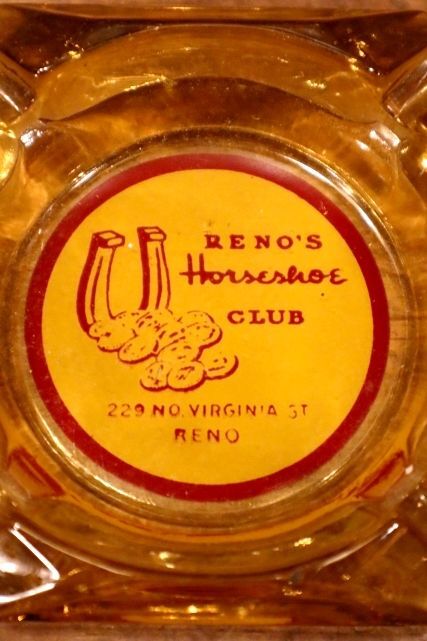 RENO'S
Horseshoe
CLUB
229 NO. VIRGINIA ST
RENO